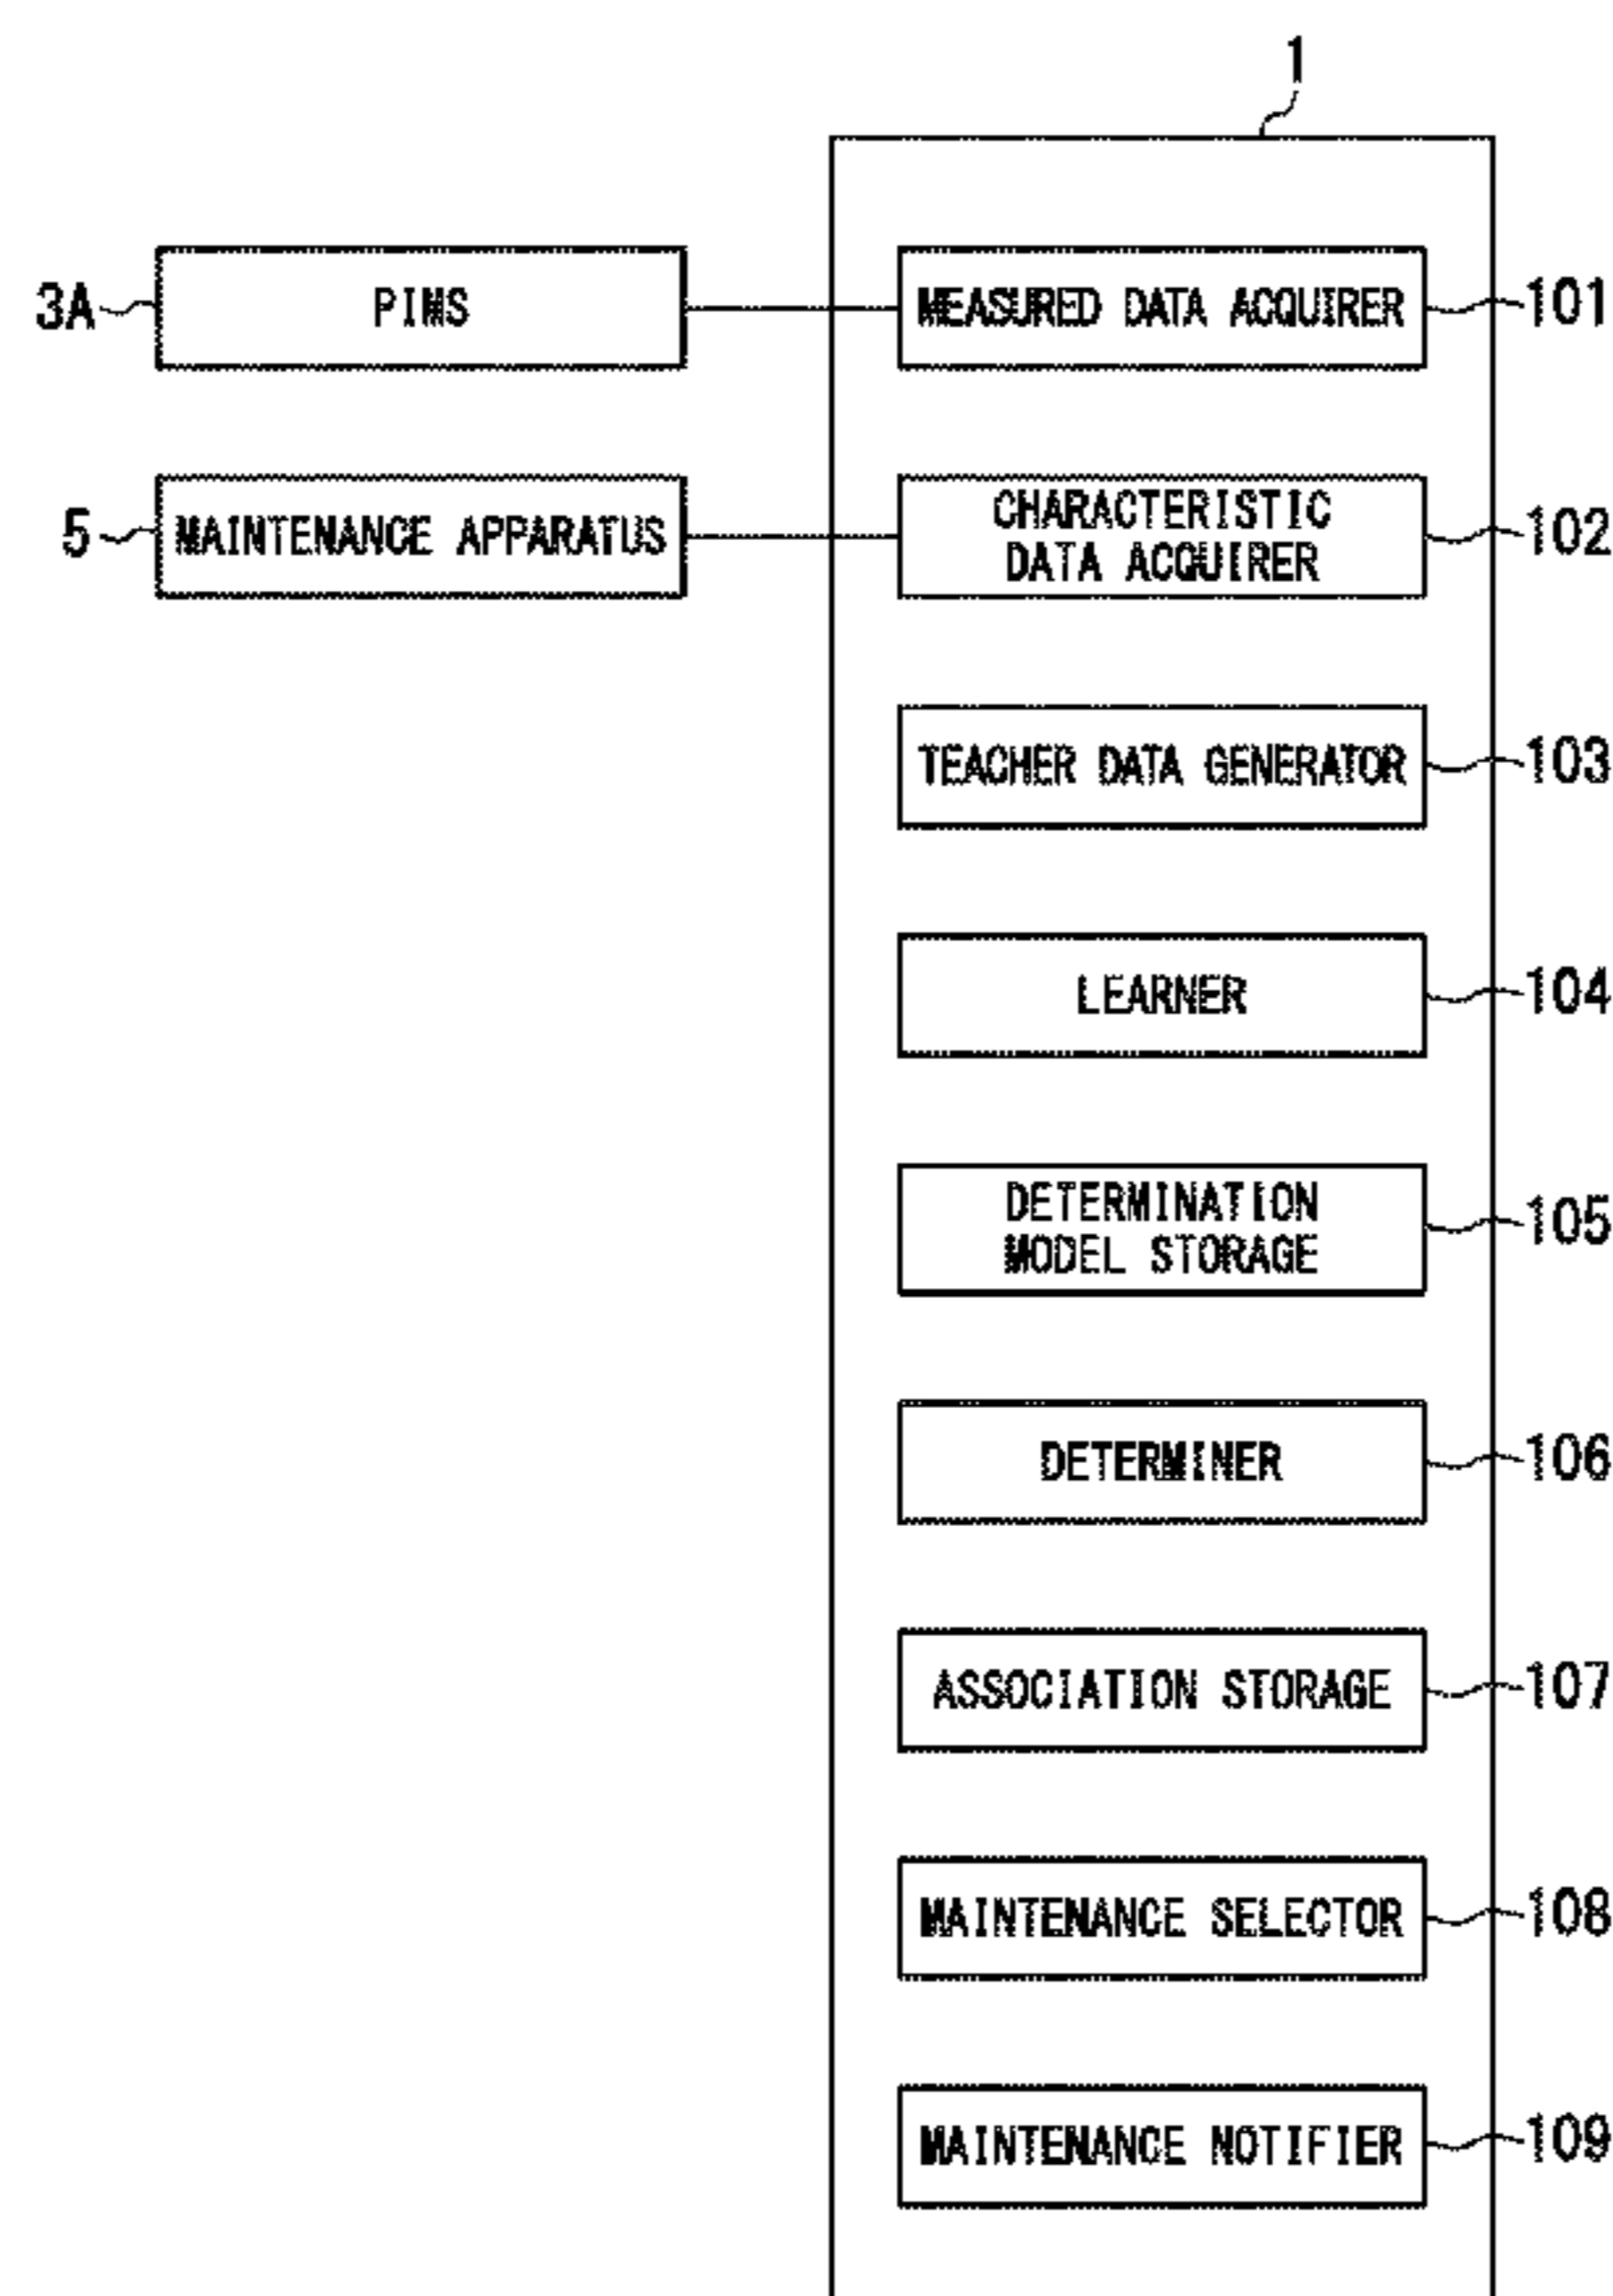 1
3A
PIMS
MEASURED DATA ACQUIRER
101
5
MAINTENANCE APPARATUS
CHARACTERISTIC
DATA ACQUIRER
102
TEACHER DATA GENERATOR
103
LEARNER
104
DETERMINATION
MODEL STORAGE
105
DETERMINER
106
ASSOCIATION STORAGE
107
MAINTENANCE SELECTOR
108
MAINTENANCE NOTIFIER
109